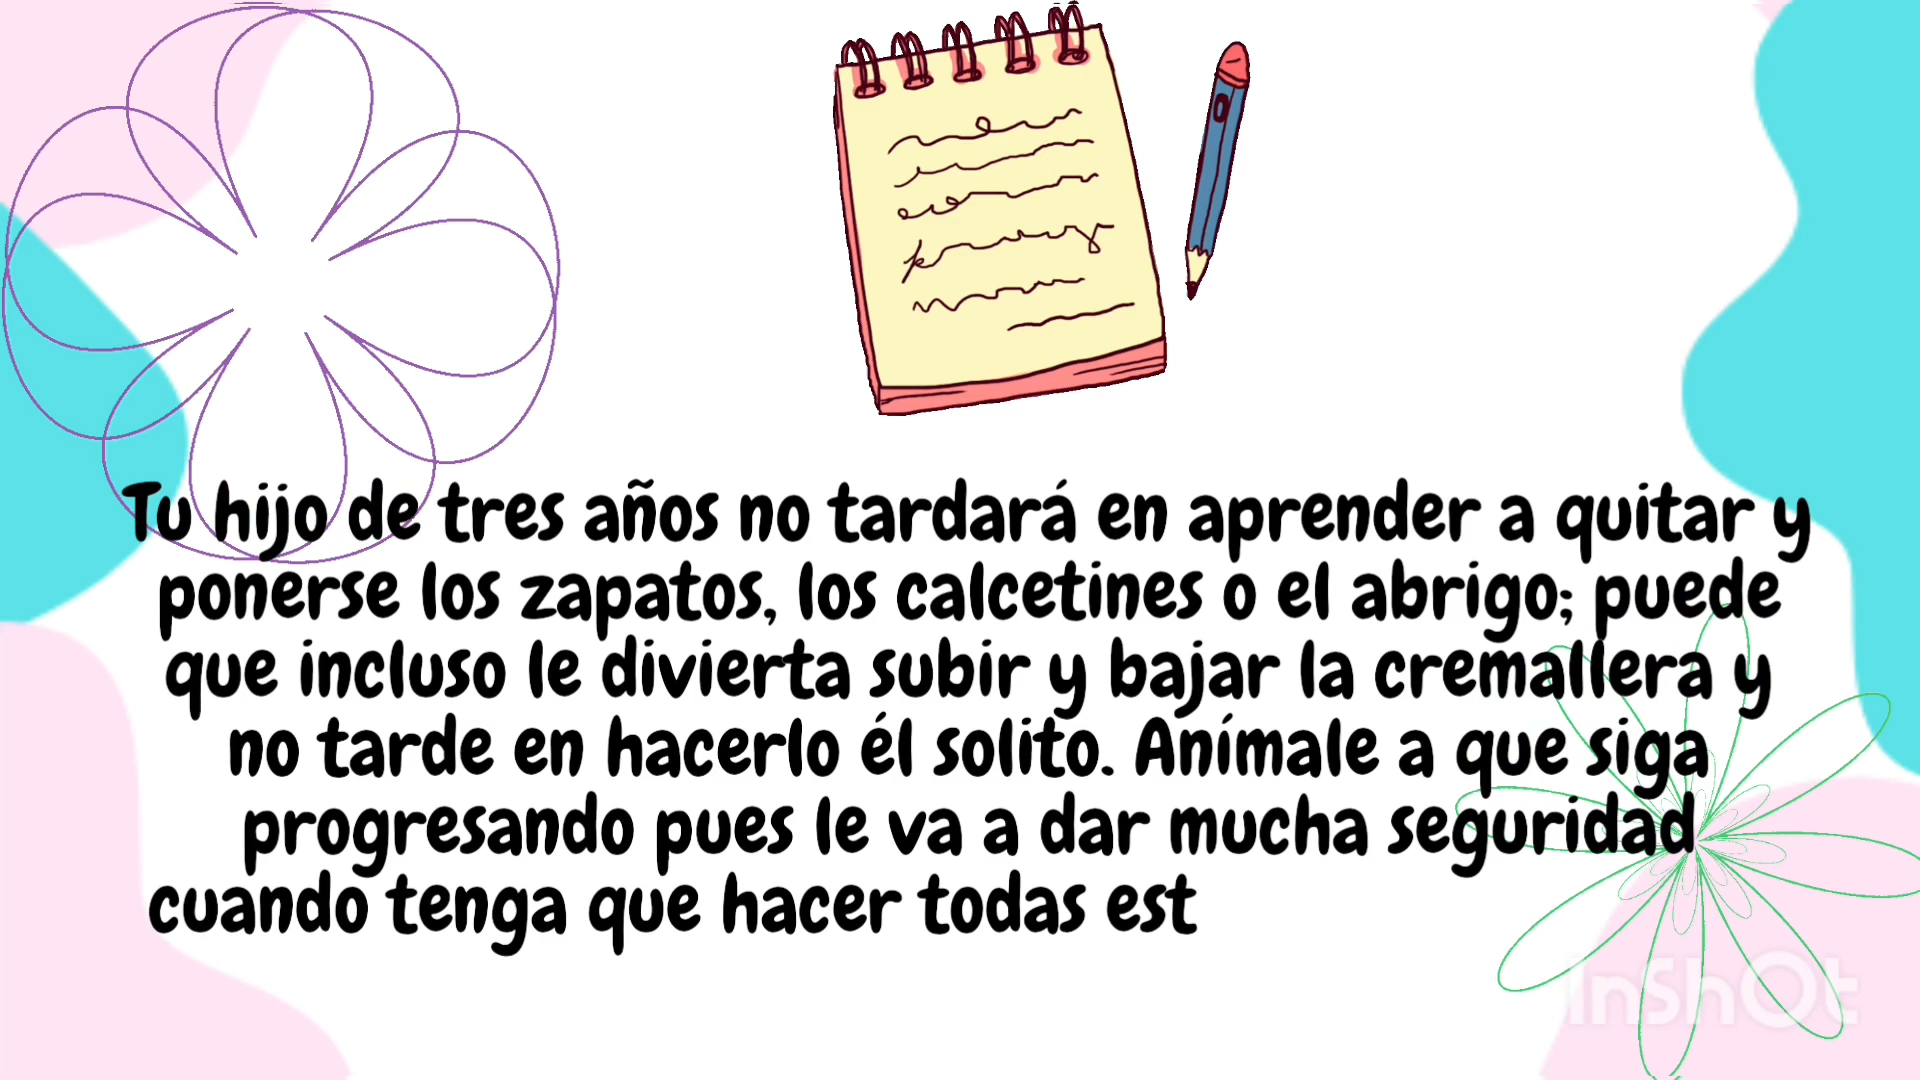 Tu hijo de tres años no tardará en aprender a quitar y
ponerse los zapatos, los calcetines o el abrigo; puede
que incluso le divierta subir y bajar la cremallera y
no tarde en hacerlo él solito. Anímale a que siga
progresando pues le va a dar mucha seguridad
cuando tenga que hacer todas est
InShOt